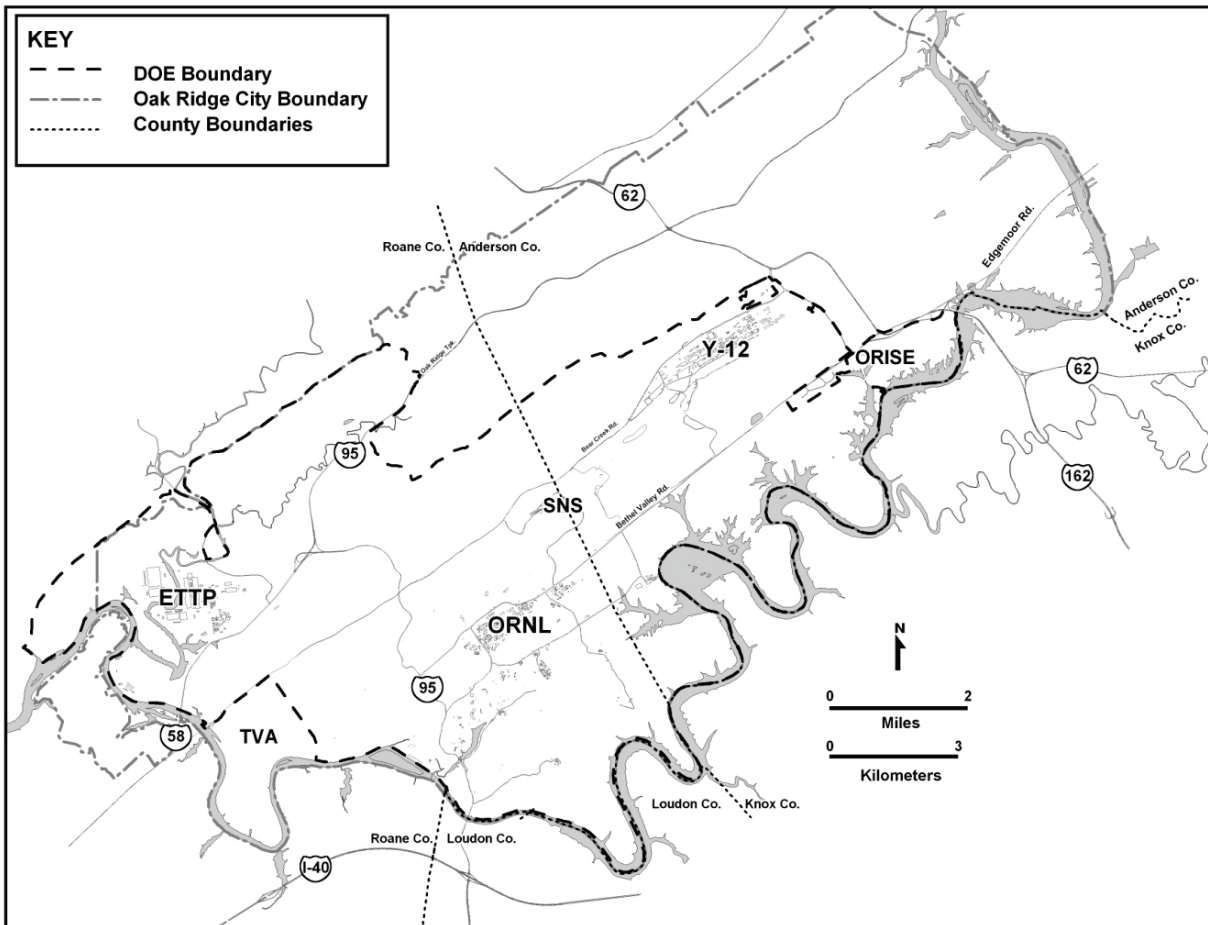 KEY
DOE Boundary
Oak Ridge City Boundary
County Boundaries
62
Roane Co.
Anderson Co.
Edgemoor Rd.
Anderson Co.
Knox Co.
Oak Ridge Tpk.
Y-12
ORISE
62
95
Bear Creek Rd.
162
SNS
Bethel Valley Rd.
ETTP
ORNL
N
95
0 2
Miles
58
TVA
0 3
Kilometers
Loudon Co.
Knox Co.
Roane Co.
Loudon Co.
I-40